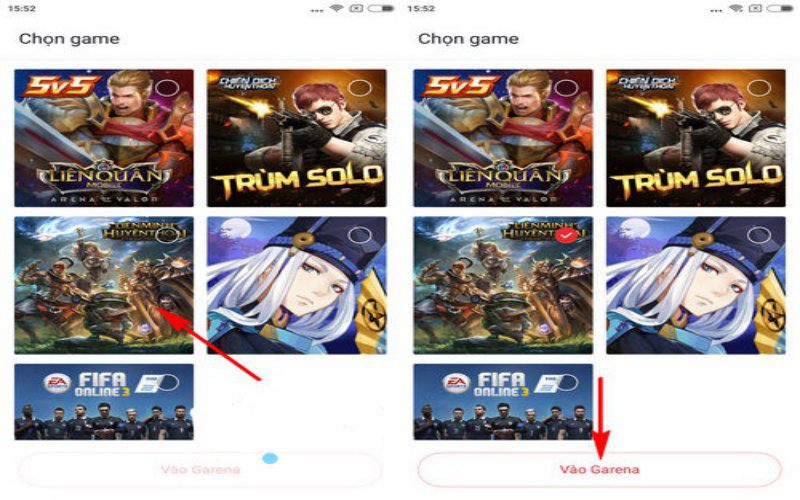 15:52
Chọn game
5v5
LIÊN QUÂN
MOBILE
ARENA OF VALOR
CHIẾN DỊCH
HUYỀN THOẠI
TRÙM SOLO
LIÊN MINH
HUYỀN THOẠI
EA
SPORTS
FIFA
ONLINE 3
Vào Garena
15:52
Chọn game
5v5
LIÊN QUÂN
MOBILE
ARENA OF VALOR
CHIẾN DỊCH
HUYỀN THOẠI
TRÙM SOLO
LIÊN MINH
HUYỀN THOẠI
EA
SPORTS
FIFA
ONLINE 3
Vào Garena